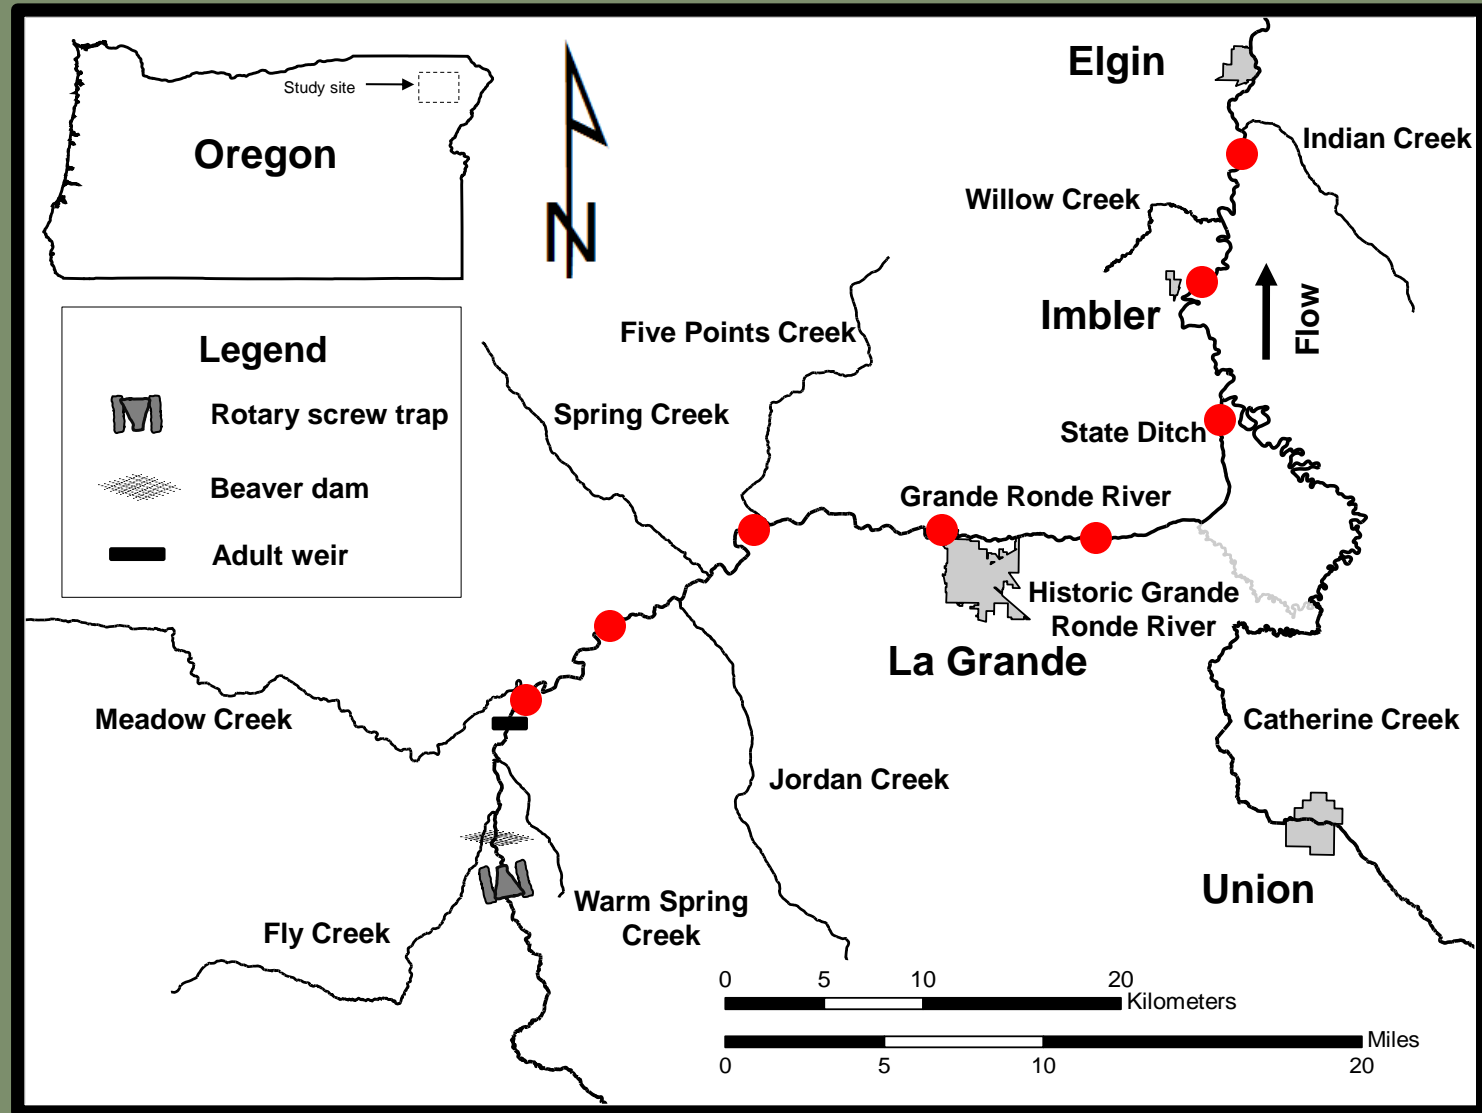 Study site
Oregon
N
Elgin
Indian Creek
Willow Creek
Imbler
Flow
Five Points Creek
Spring Creek
State Ditch
Grande Ronde River
Historic Grande
Ronde River
La Grande
Legend
Rotary screw trap
Beaver dam
Adult weir
Meadow Creek
Catherine Creek
Jordan Creek
Union
Warm Spring
Creek
Fly Creek
0 5 10 20
Kilometers
Miles
0 5 10 20